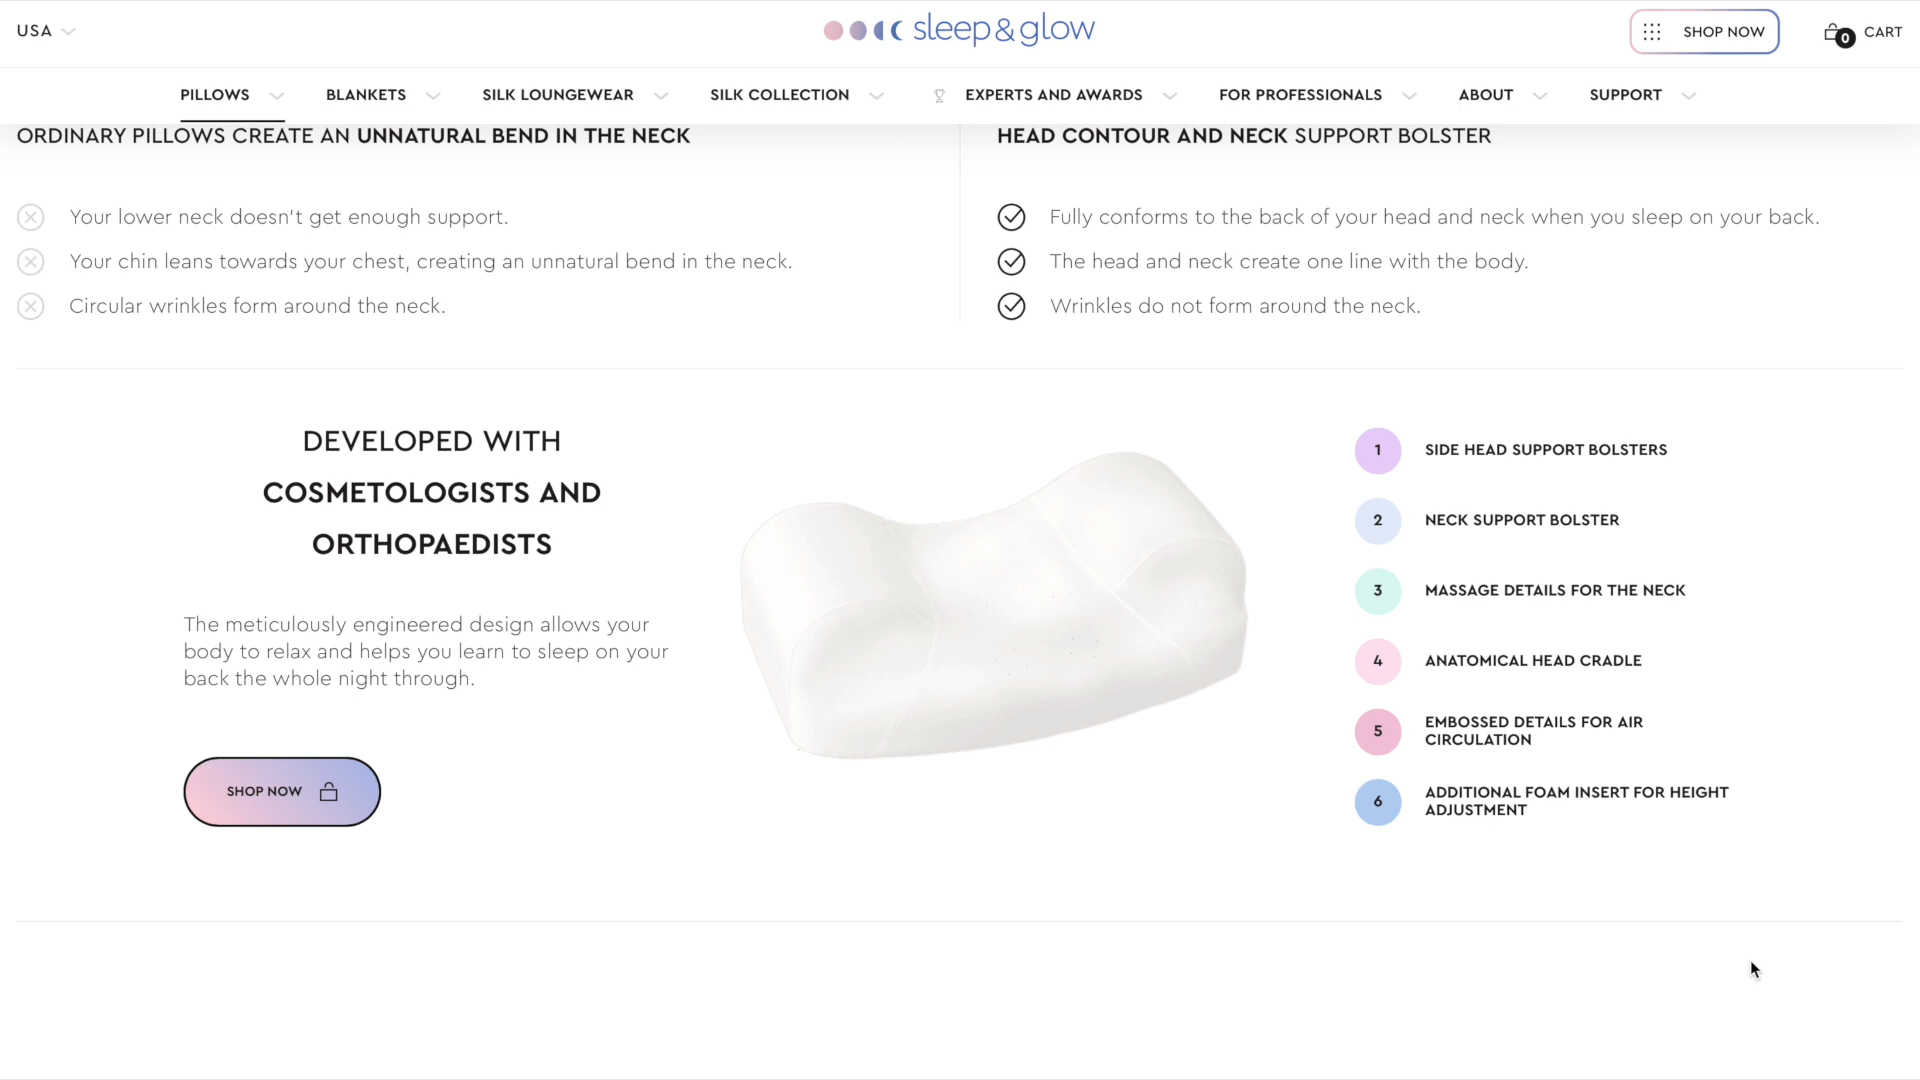 USA
sleep&glow
SHOP NOW
0 CART
PILLOWS
BLANKETS
SILK LOUNGEWEAR
SILK COLLECTION
EXPERTS AND AWARDS
FOR PROFESSIONALS
ABOUT
SUPPORT
ORDINARY PILLOWS CREATE AN UNNATURAL BEND IN THE NECK
Your lower neck doesn't get enough support.
Your chin leans towards your chest, creating an unnatural bend in the neck.
Circular wrinkles form around the neck.
HEAD CONTOUR AND NECK SUPPORT BOLSTER
Fully conforms to the back of your head and neck when you sleep on your back.
The head and neck create one line with the body.
Wrinkles do not form around the neck.
DEVELOPED WITH
COSMETOLOGISTS AND
ORTHOPAEDISTS
The meticulously engineered design allows your
body to relax and helps you learn to sleep on your
back the whole night through.
SHOP NOW
1 SIDE HEAD SUPPORT BOLSTERS
2 NECK SUPPORT BOLSTER
3 MASSAGE DETAILS FOR THE NECK
4 ANATOMICAL HEAD CRADLE
5 EMBOSSED DETAILS FOR AIR
CIRCULATION
6 ADDITIONAL FOAM INSERT FOR HEIGHT
ADJUSTMENT